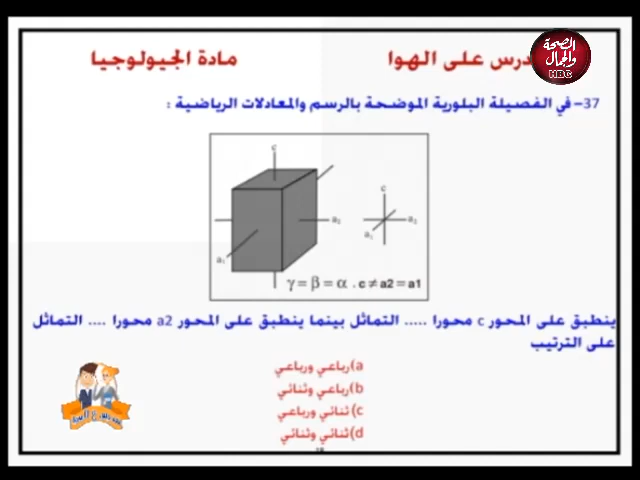 درس على الهوا
مادة الجيولوجيا
الصحة
والجمال
HBC
37– في الفصيلة البلورية الموضحة بالرسم والمعادلات الرياضية :
c
a₂
a₁
c
a₁
γ = β = α . c ≠ a2 = a1
ينطبق على المحور c محورا ..... التماثل بينما ينطبق على المحور a2 محورا .... التماثل
على الترتيب
a) رباعي ورباعي
b) رباعي وثنائي
c) ثنائي ورباعي
d) ثنائي وثنائي